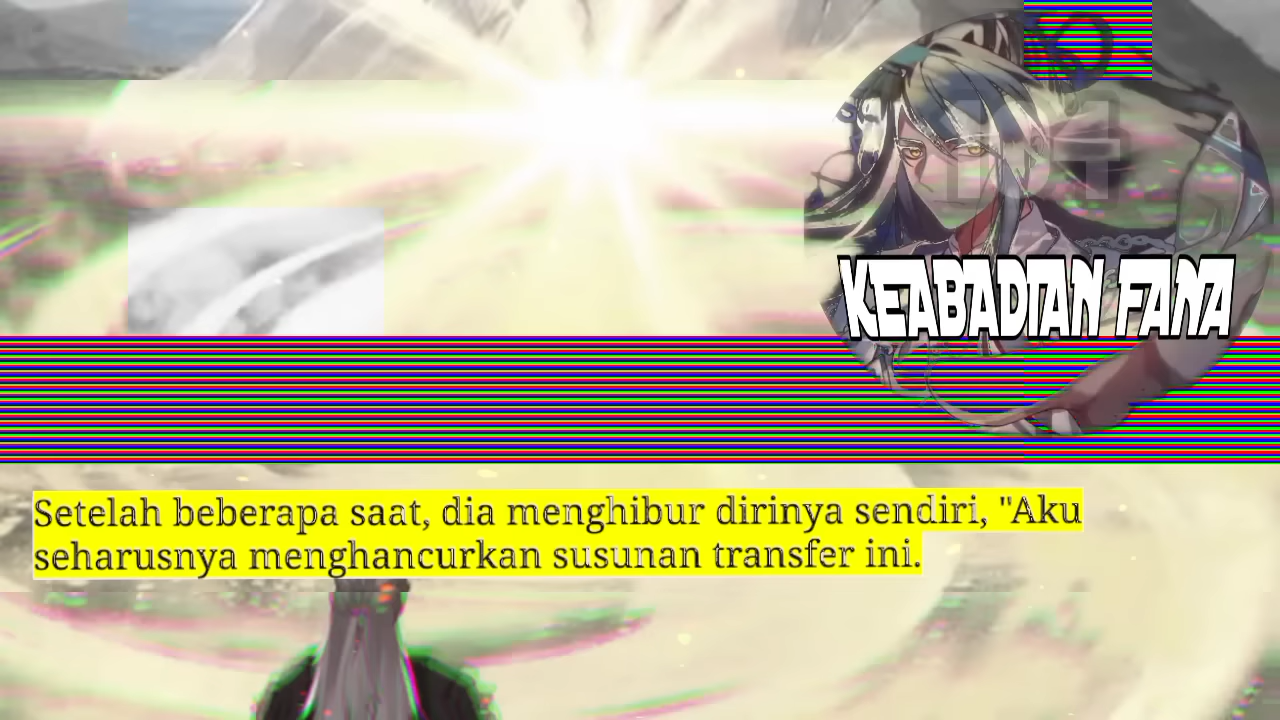 KEABADIAN FANA
Setelah beberapa saat, dia menghibur dirinya sendiri, "Aku
seharusnya menghancurkan susunan transfer ini.